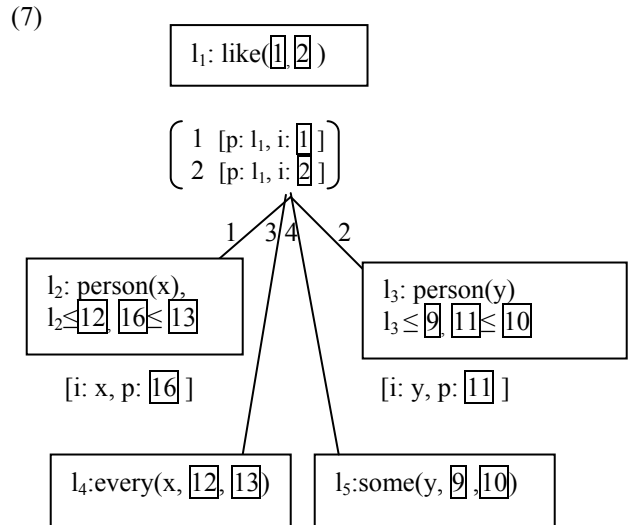 (7)
l₁: like(1, 2 )
1 [p: l₁, i: 1 ]
2 [p: l₁, i: 2 ]
1 3 4 2
l₂: person(x),
l₂≤12, 16≤ 13
l₃: person(y)
l₃ ≤ 9, 11≤ 10
[i: x, p: 16 ]
[i: y, p: 11 ]
l₄:every(x, 12, 13)
l₅:some(y, 9 ,10)